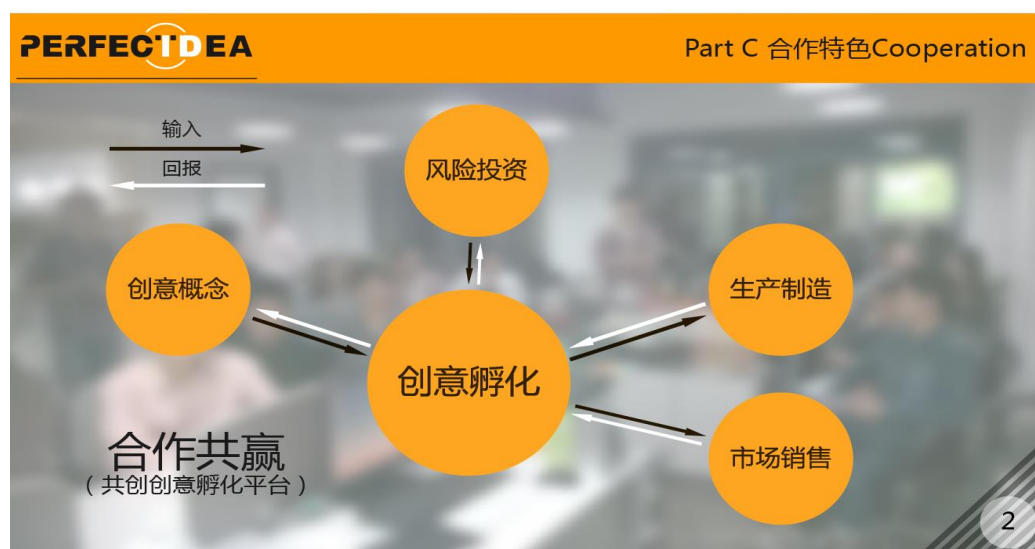 PERFECTIDEA
Part C 合作特色Cooperation
输入
回报
风险投资
创意概念
生产制造
创意孵化
市场销售
合作共赢
（共创创意孵化平台）
2